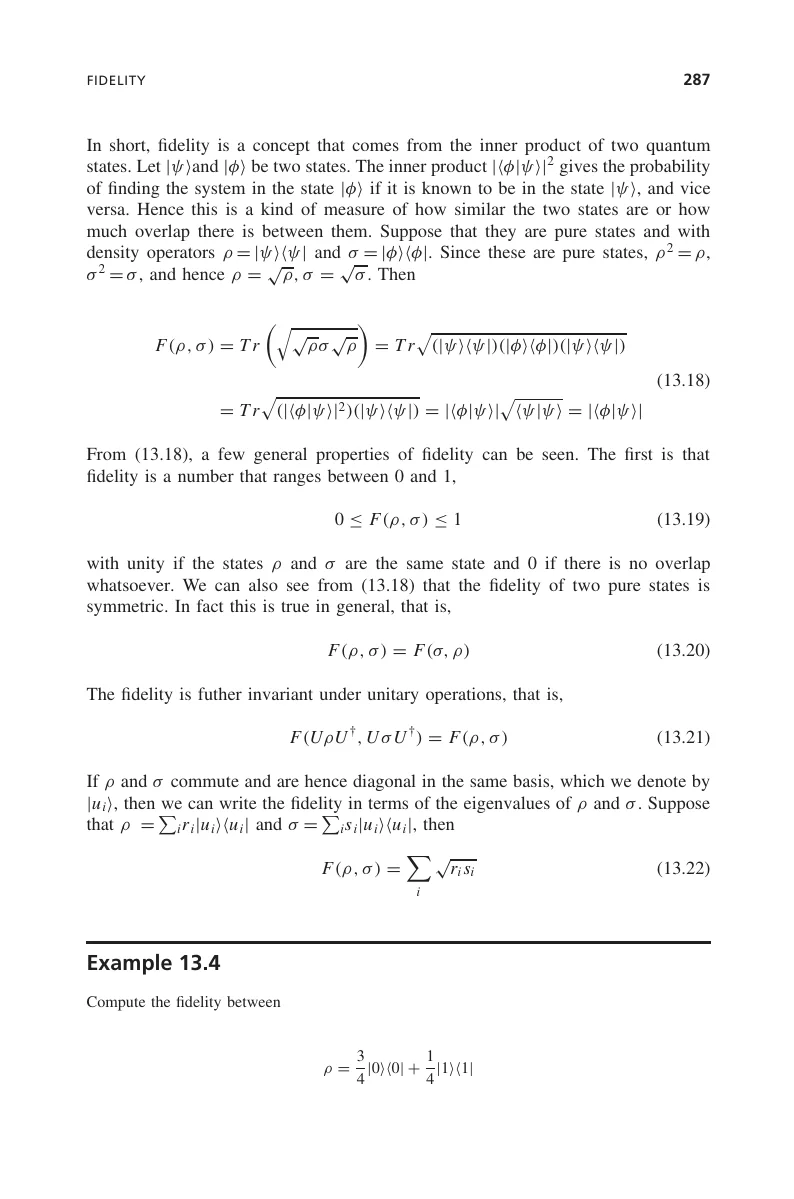 FIDELITY 287
In short, fidelity is a concept that comes from the inner product of two quantum
states. Let |ψ⟩and |ϕ⟩ be two states. The inner product |⟨ϕ|ψ⟩|² gives the probability
of finding the system in the state |ϕ⟩ if it is known to be in the state |ψ⟩, and vice
versa. Hence this is a kind of measure of how similar the two states are or how
much overlap there is between them. Suppose that they are pure states and with
density operators ρ = |ψ⟩⟨ψ| and σ = |ϕ⟩⟨ϕ|. Since these are pure states, ρ² = ρ,
σ² = σ, and hence ρ = √ρ, σ = √σ. Then
F(ρ, σ) = Tr (√(√ρσ√ρ)) = Tr√((|ψ⟩⟨ψ|)(|ϕ⟩⟨ϕ|)(|ψ⟩⟨ψ|))
(13.18)
= Tr√((|⟨ϕ|ψ⟩|²)(|ψ⟩⟨ψ|)) = |⟨ϕ|ψ⟩|√⟨ψ|ψ⟩ = |⟨ϕ|ψ⟩|
From (13.18), a few general properties of fidelity can be seen. The first is that
fidelity is a number that ranges between 0 and 1,
0 ≤ F(ρ, σ) ≤ 1 (13.19)
with unity if the states ρ and σ are the same state and 0 if there is no overlap
whatsoever. We can also see from (13.18) that the fidelity of two pure states is
symmetric. In fact this is true in general, that is,
F(ρ, σ) = F(σ, ρ) (13.20)
The fidelity is futher invariant under unitary operations, that is,
F(UρU†, UσU†) = F(ρ, σ) (13.21)
If ρ and σ commute and are hence diagonal in the same basis, which we denote by
|uᵢ⟩, then we can write the fidelity in terms of the eigenvalues of ρ and σ. Suppose
that ρ = ∑ᵢrᵢ|uᵢ⟩⟨uᵢ| and σ = ∑ᵢsᵢ|uᵢ⟩⟨uᵢ|, then
F(ρ, σ) = ∑ᵢ √(rᵢsᵢ) (13.22)
Example 13.4
Compute the fidelity between
ρ = 3/4|0⟩⟨0| + 1/4|1⟩⟨1|